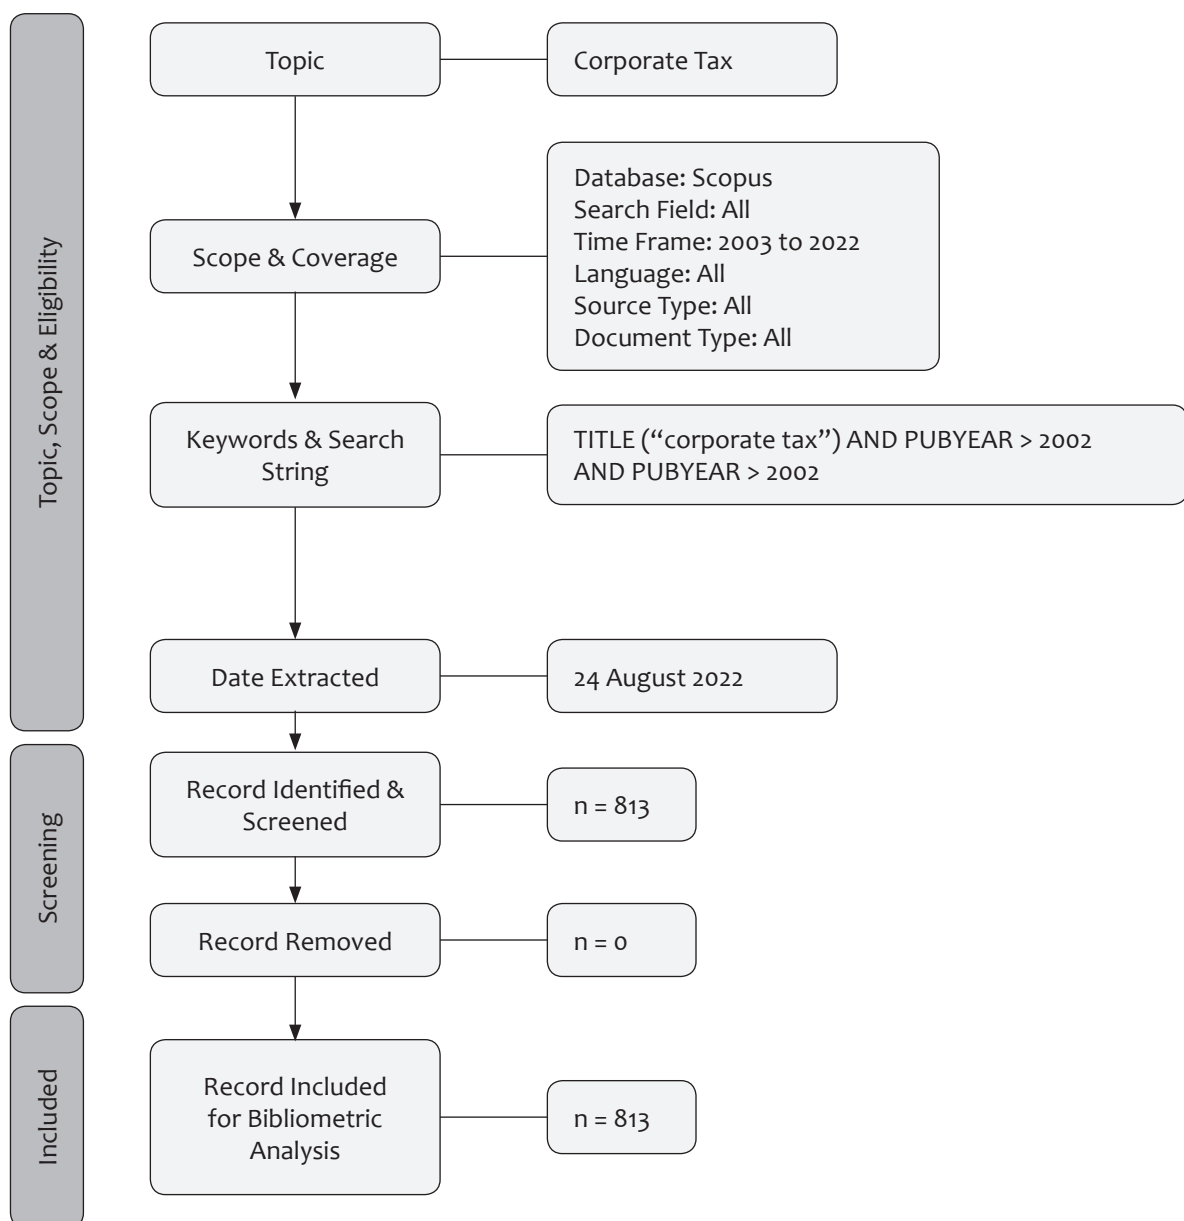 Topic, Scope & Eligibility
Topic
Corporate Tax
Scope & Coverage
Database: Scopus
Search Field: All
Time Frame: 2003 to 2022
Language: All
Source Type: All
Document Type: All
Keywords & Search
String
TITLE (“corporate tax”) AND PUBYEAR > 2002
AND PUBYEAR > 2002
Date Extracted
24 August 2022
Screening
Record Identified &
Screened
n = 813
Record Removed
n = 0
Included
Record Included
for Bibliometric
Analysis
n = 813